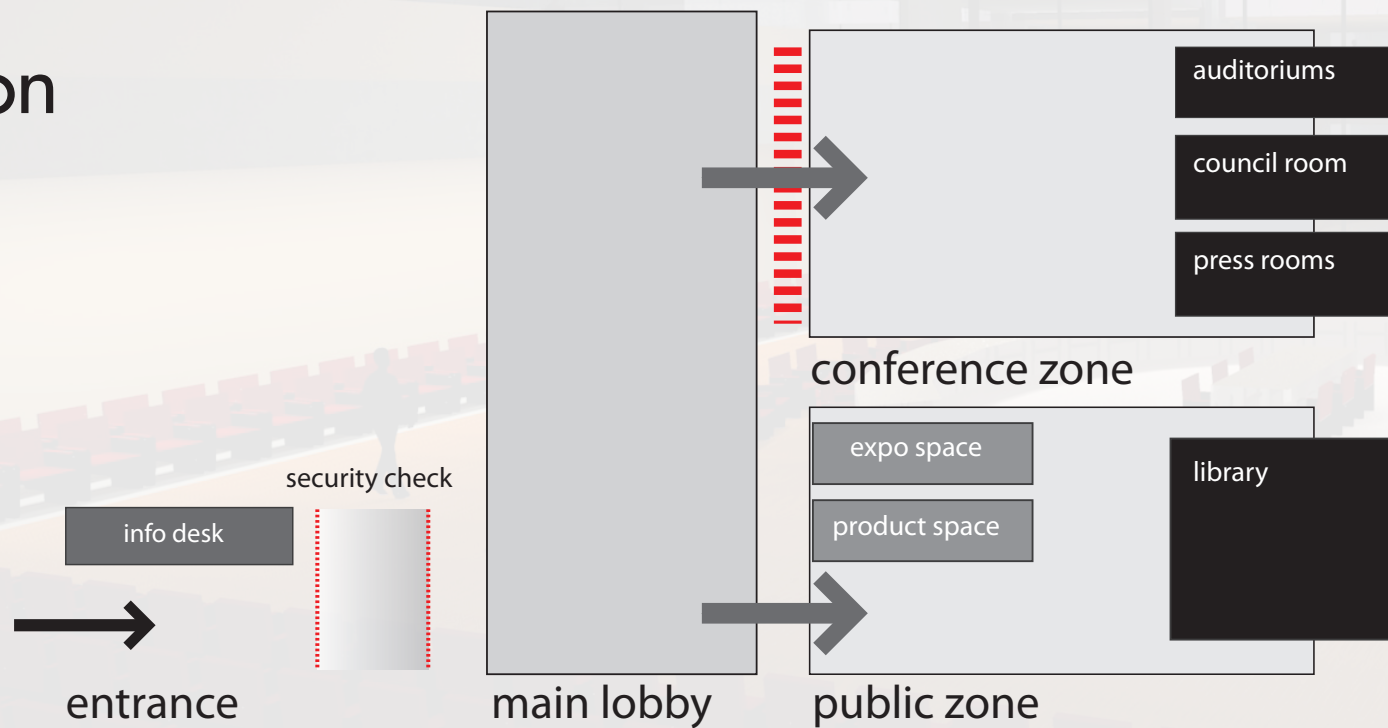 on
auditoriums
council room
press rooms
conference zone
expo space
product space
library
security check
info desk
entrance
main lobby
public zone